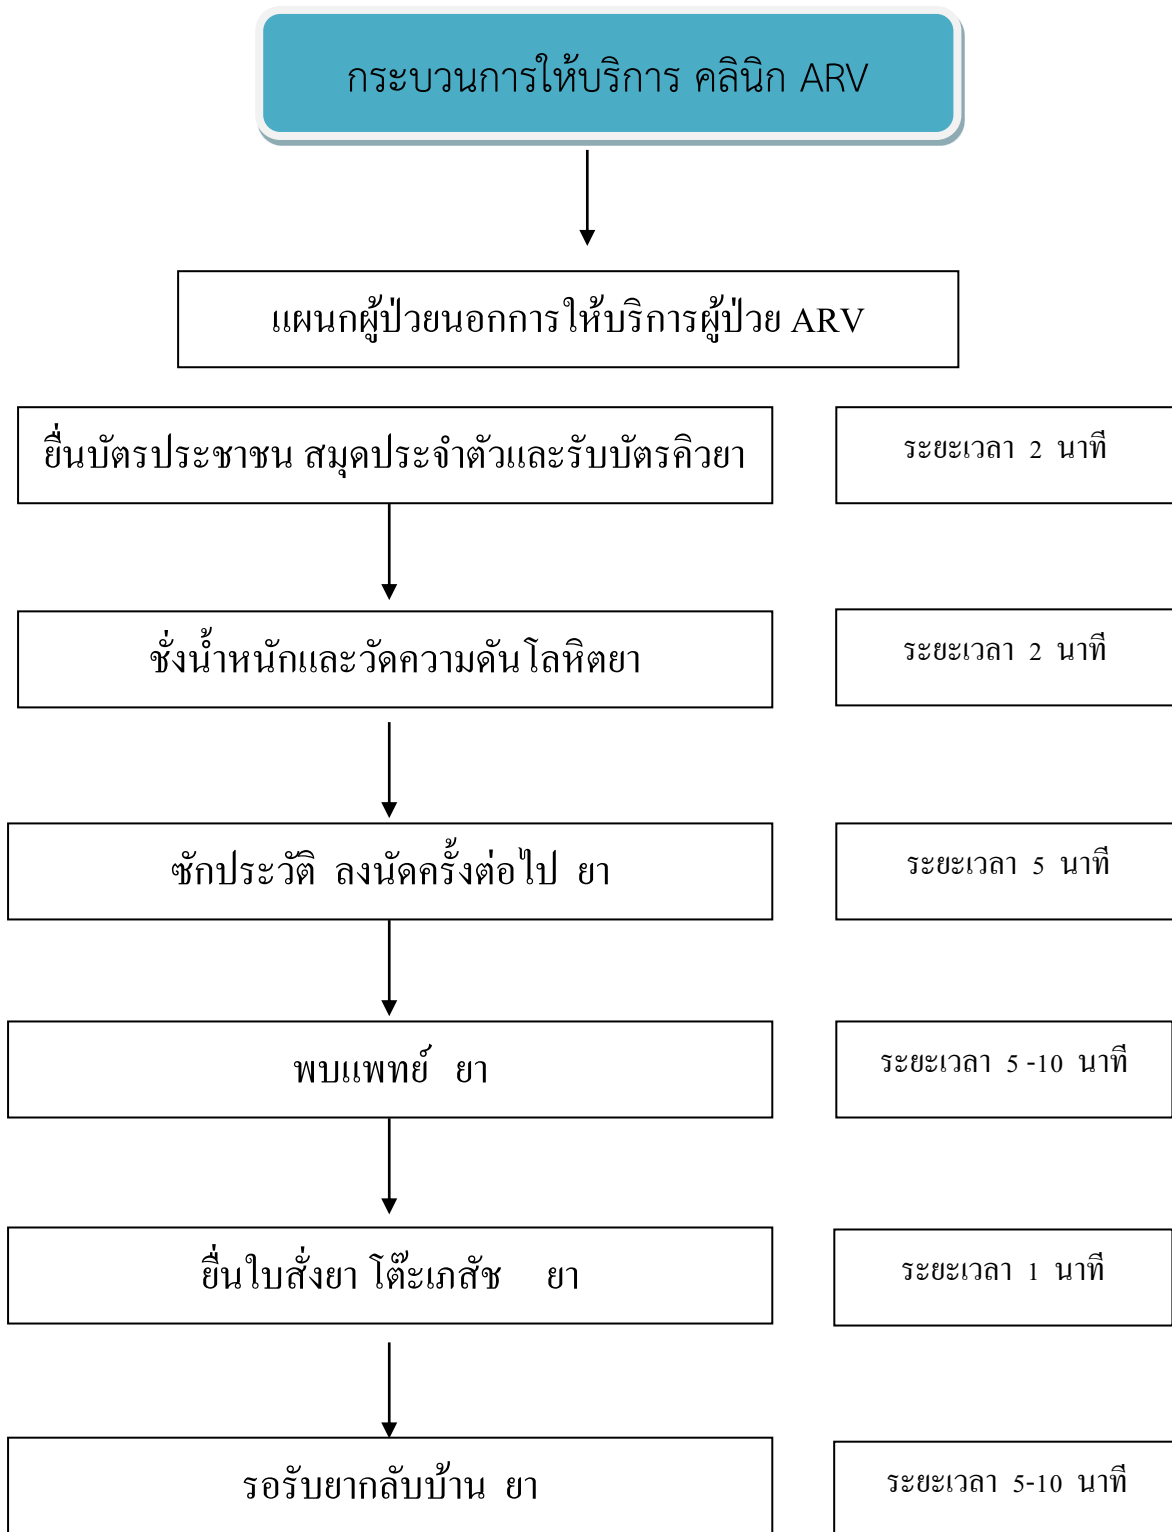 กระบวนการให้บริการ คลินิก ARV
แผนกผู้ป่วยนอกการให้บริการผู้ป่วย ARV
ยื่นบัตรประชาชน สมุดประจำตัวและรับบัตรคิวยา
ระยะเวลา 2 นาที
ชั่งน้ำหนักและวัดความดันโลหิตยา
ระยะเวลา 2 นาที
ซักประวัติ ลงนัดครั้งต่อไป ยา
ระยะเวลา 5 นาที
พบแพทย์ ยา
ระยะเวลา 5 -10 นาที
ยื่นใบสั่งยา โต๊ะเภสัช ยา
ระยะเวลา 1 นาที
รอรับยากลับบ้าน ยา
ระยะเวลา 5-10 นาที